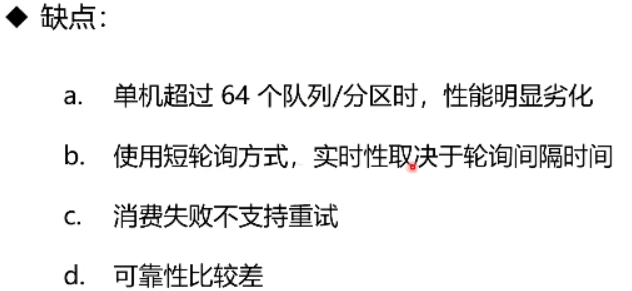 ◆ 缺点：
a. 单机超过 64 个队列/分区时，性能明显劣化
b. 使用短轮询方式，实时性取决于轮询间隔时间
c. 消费失败不支持重试
d. 可靠性比较差